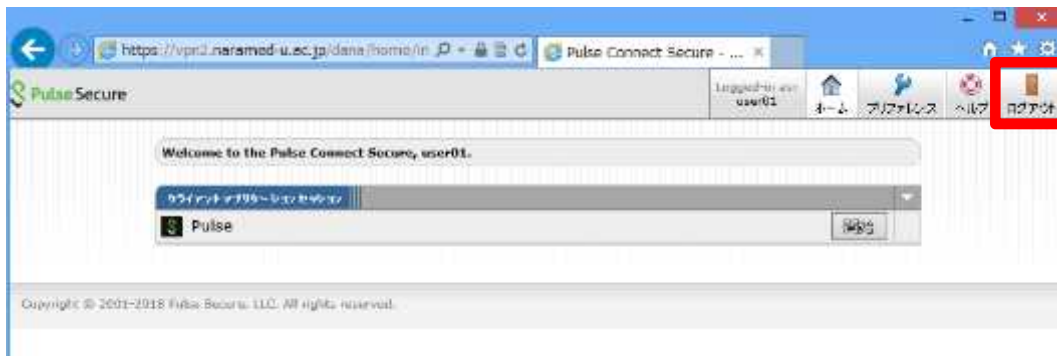 https://vpn2.naramed-u.ac.jp/dana/home/in
Pulse Connect Secure - ...
Pulse Secure
Logged-in as:
user01
ホーム
プリファレンス
ヘルプ
ログアウト
Welcome to the Pulse Connect Secure, user01.
クライアント アプリケーション セッション
Pulse
開始
Copyright © 2001-2018 Pulse Secure, LLC. All rights reserved.